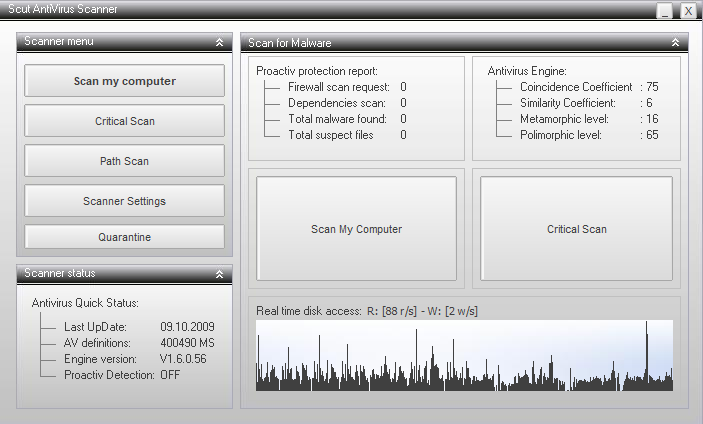 Scut AntiVirus Scanner
Scanner menu
Scan my computer
Critical Scan
Path Scan
Scanner Settings
Quarantine
Scanner status
Antivirus Quick Status:
Last UpDate: 09.10.2009
AV definitions: 400490 MS
Engine version: V1.6.0.56
Proactiv Detection: OFF
Scan for Malware
Proactiv protection report:
Firewall scan request: 0
Dependencies scan: 0
Total malware found: 0
Total suspect files 0
Antivirus Engine:
Coincidence Coefficient : 75
Similarity Coefficient: : 6
Metamorphic level: : 16
Polimorphic level: : 65
Scan My Computer
Critical Scan
Real time disk access: R: [88 r/s] - W: [2 w/s]